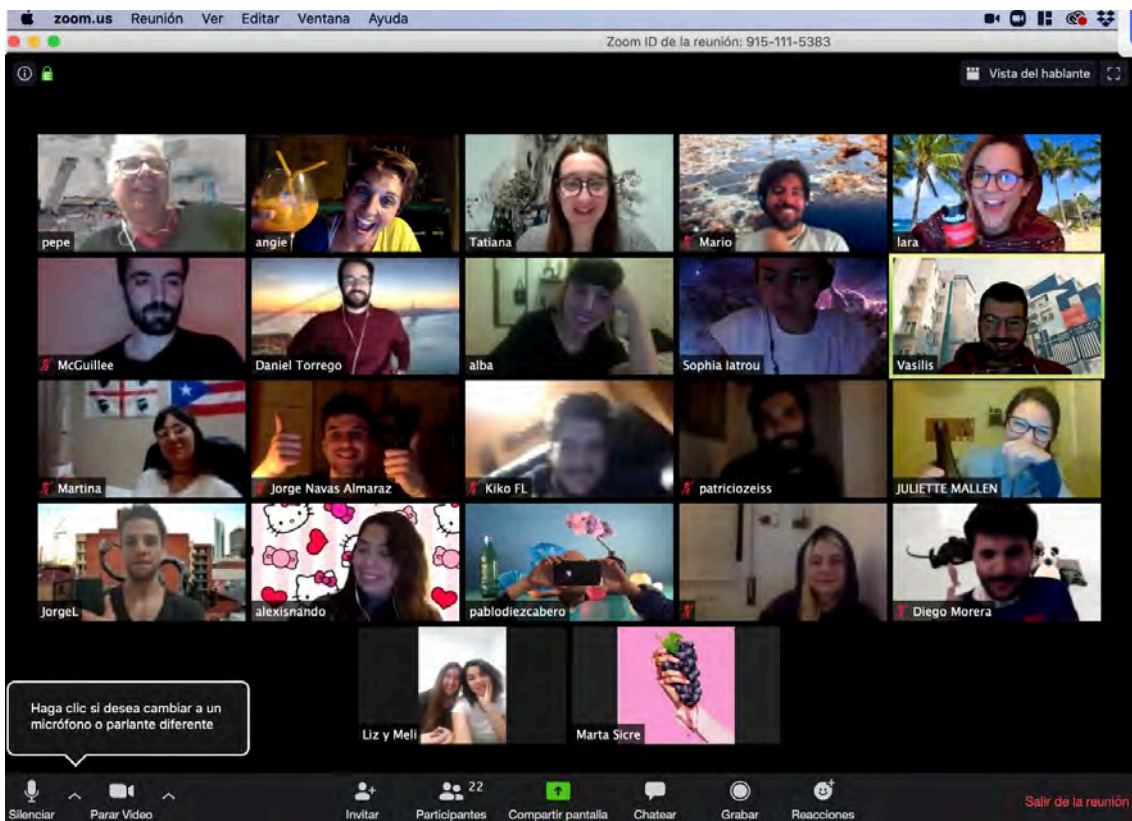 zoom.us Reunión Ver Editar Ventana Ayuda
Zoom ID de la reunión: 915-111-5383
Vista del hablante
pepe
angie
Tatiana
Mario
lara
McGuillee
Daniel Torrego
alba
Sophia Iatrou
Vasilis
Martina
Jorge Navas Almaraz
Kiko FL
patriciozeiss
JULIETTE MALLEN
JorgeL
alexisnando
pablodiezcabero
Diego Morera
Liz y Meli
Marta Sicre
Haga clic si desea cambiar a un
micrófono o parlante diferente
22
Silenciar
Parar Video
Invitar
Participantes
Compartir pantalla
Chatear
Grabar
Reacciones
Salir de la reunión